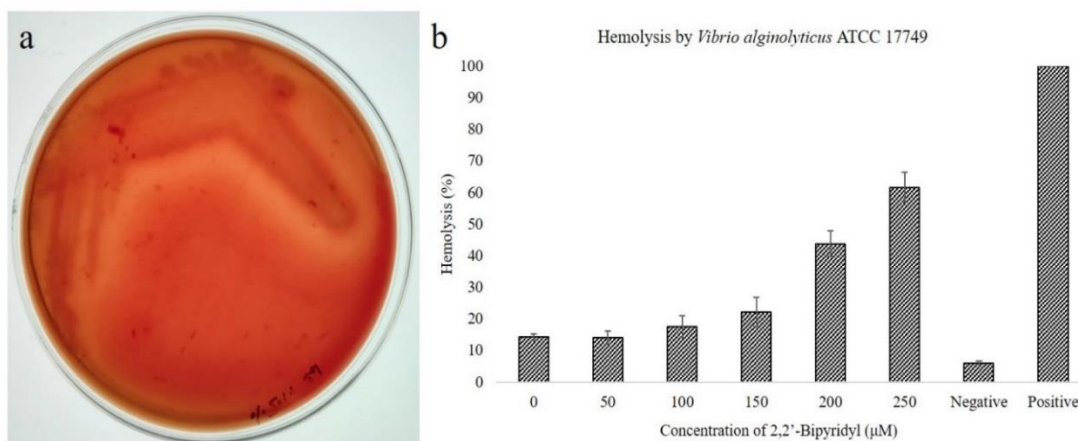 a
b
Hemolysis by Vibrio alginolyticus ATCC 17749
100
90
80
70
60
50
40
30
20
10
0
Hemolysis (%)
0 50 100 150 200 250 Negative Positive
Concentration of 2,2'-Bipyridyl (μM)